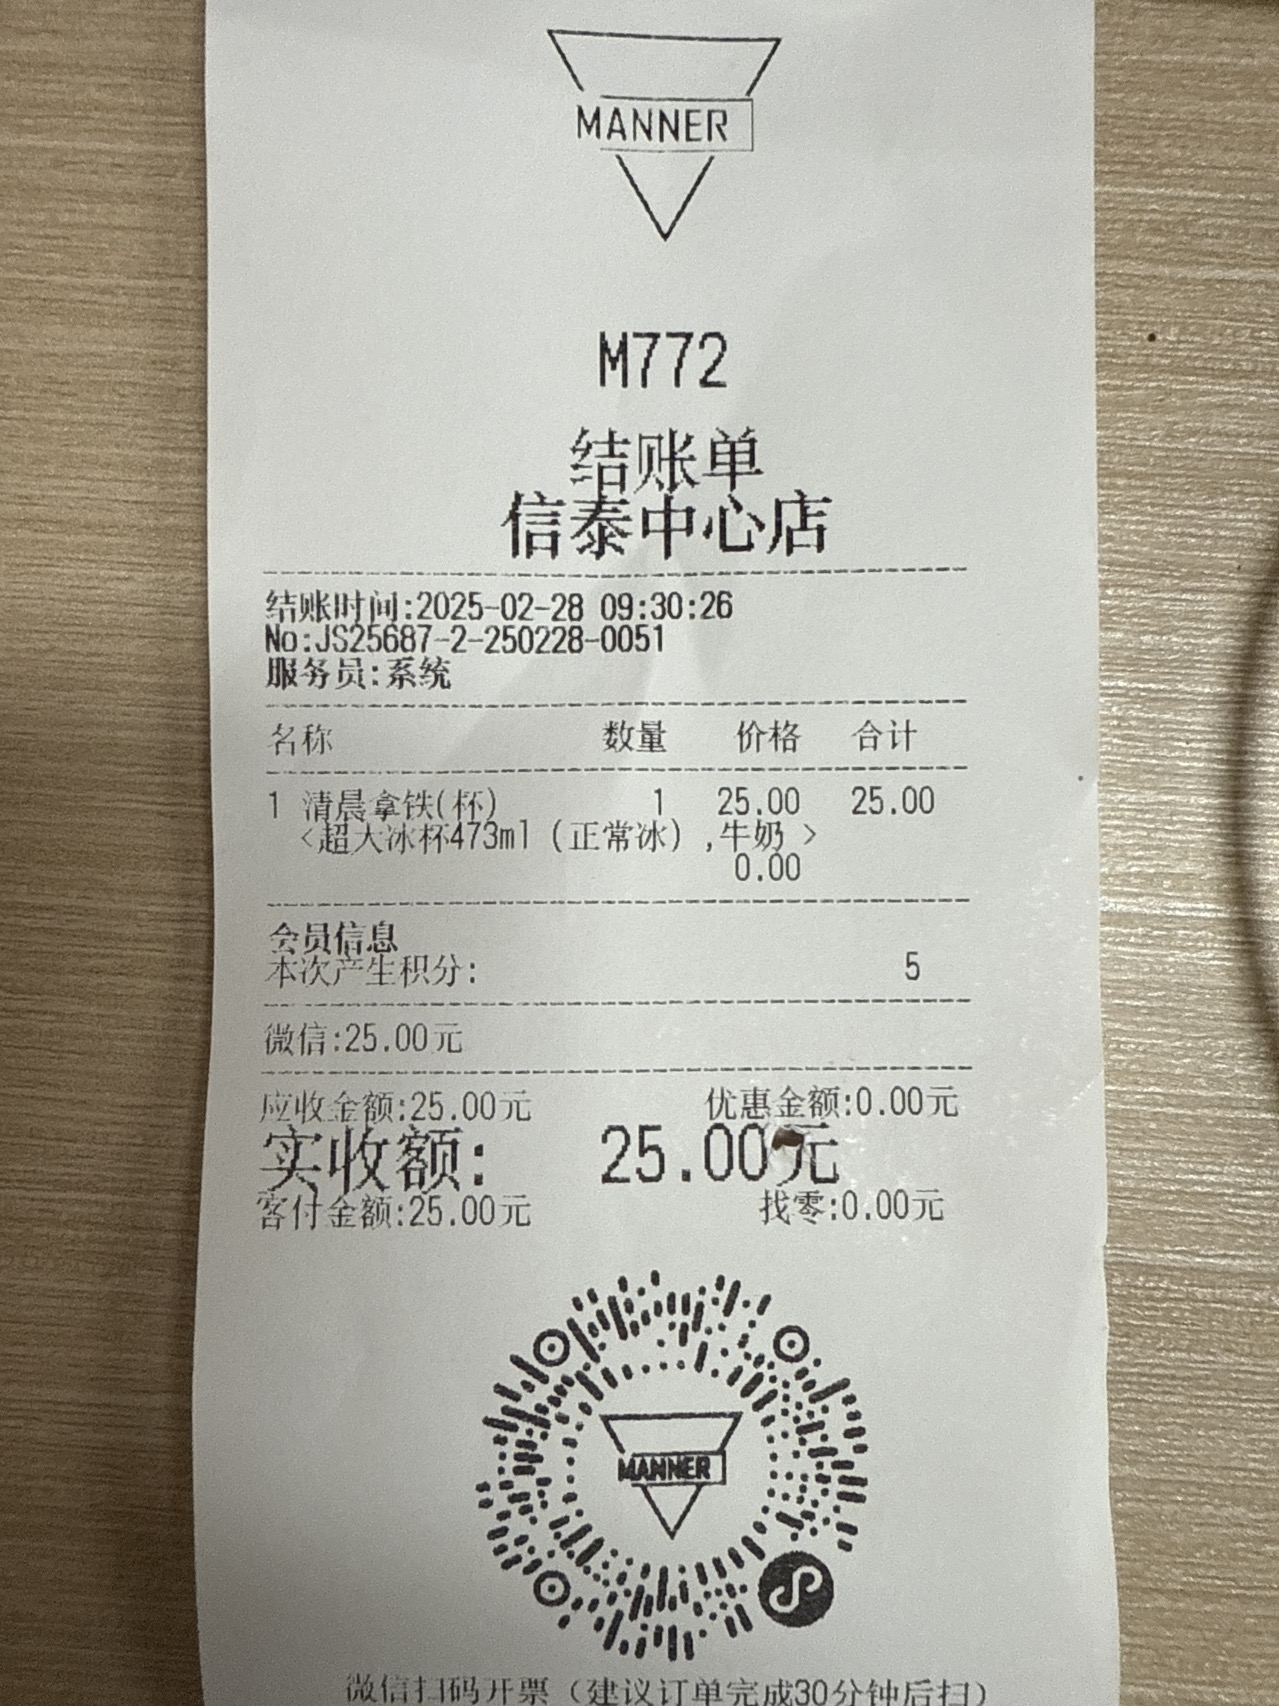 MANNER
M772
结账单
信泰中心店
结账时间:2025-02-28 09:30:26
No:JS25687-2-250228-0051
服务员:系统
名称 数量 价格 合计
1 清晨拿铁(杯) 1 25.00 25.00
<超大冰杯473ml (正常冰) ,牛奶 >
0.00
会员信息
本次产生积分: 5
微信:25.00元
应收金额:25.00元 优惠金额:0.00元
实收额: 25.00元
客付金额:25.00元 找零:0.00元
MANNER
微信扫码开票（建议订单完成30分钟后扫）